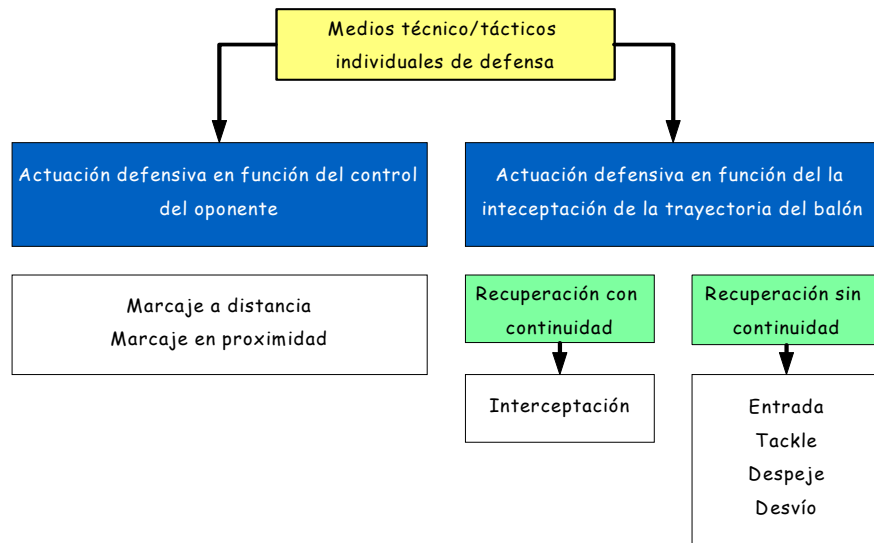 Medios técnico/tácticos
individuales de defensa
Actuación defensiva en función del control
del oponente
Actuación defensiva en función del la
inteceptación de la trayectoria del balón
Marcaje a distancia
Marcaje en proximidad
Recuperación con
continuidad
Recuperación sin
continuidad
Interceptación
Entrada
Tackle
Despeje
Desvío